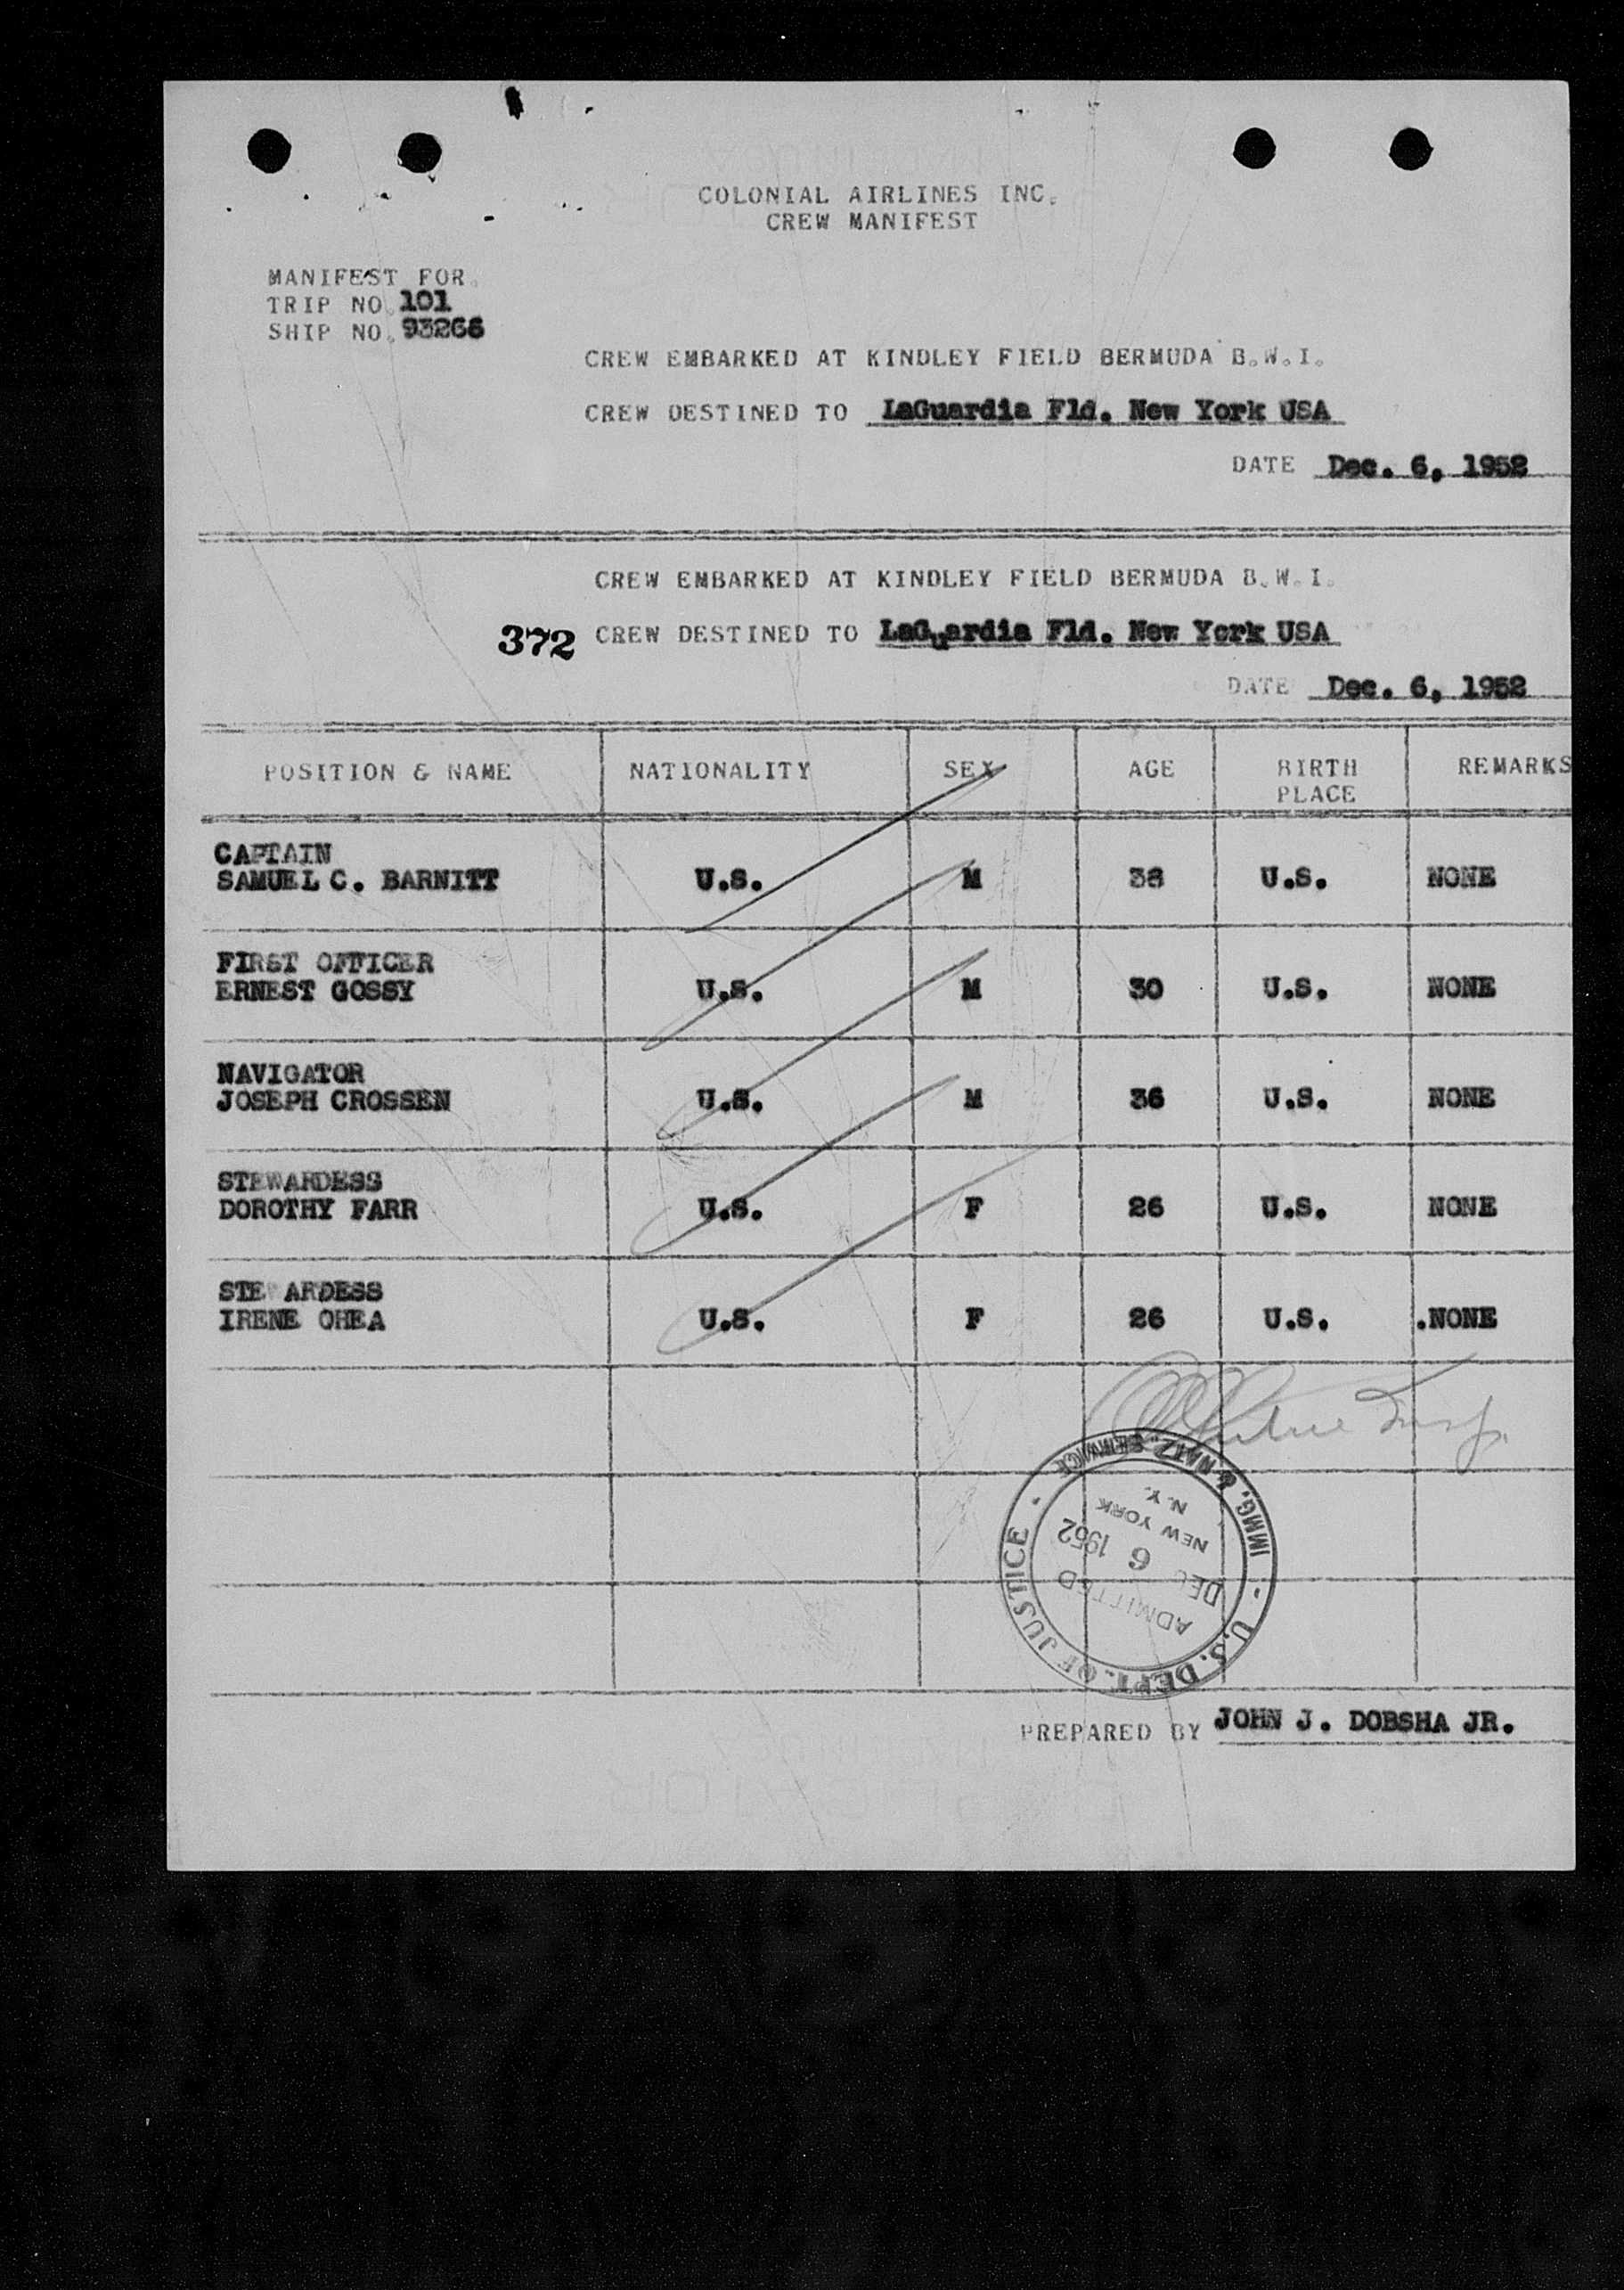 COLONIAL AIRLINES INC.
CREW MANIFEST
MANIFEST FOR.
TRIP NO. 101
SHIP NO. 93266
CREW EMBARKED AT KINDLEY FIELD BERMUDA B.W.I.
CREW DESTINED TO LaGuardia Fld. New York USA
DATE Dec. 6, 1952
CREW EMBARKED AT KINDLEY FIELD BERMUDA B.W.I.
372 CREW DESTINED TO LaGuardia Fld. New York USA
DATE Dec. 6, 1952
POSITION & NAME NATIONALITY SEX AGE BIRTH PLACE REMARKS
CAPTAIN
SAMUEL C. BARNITT U.S. M 38 U.S. NONE
FIRST OFFICER
ERNEST GOSSY U.S. M 30 U.S. NONE
NAVIGATOR
JOSEPH CROSSEN U.S. M 36 U.S. NONE
STEWARDESS
DOROTHY FARR U.S. F 26 U.S. NONE
STEWARDESS
IRENE OHEA U.S. F 26 U.S. .NONE
U.S. DEPT. OF JUSTICE - IMMG. & NATZ. SERVICE -
ADMITTED
DEC 6 1952
NEW YORK
N.Y.
PREPARED BY JOHN J. DOBSHA JR.